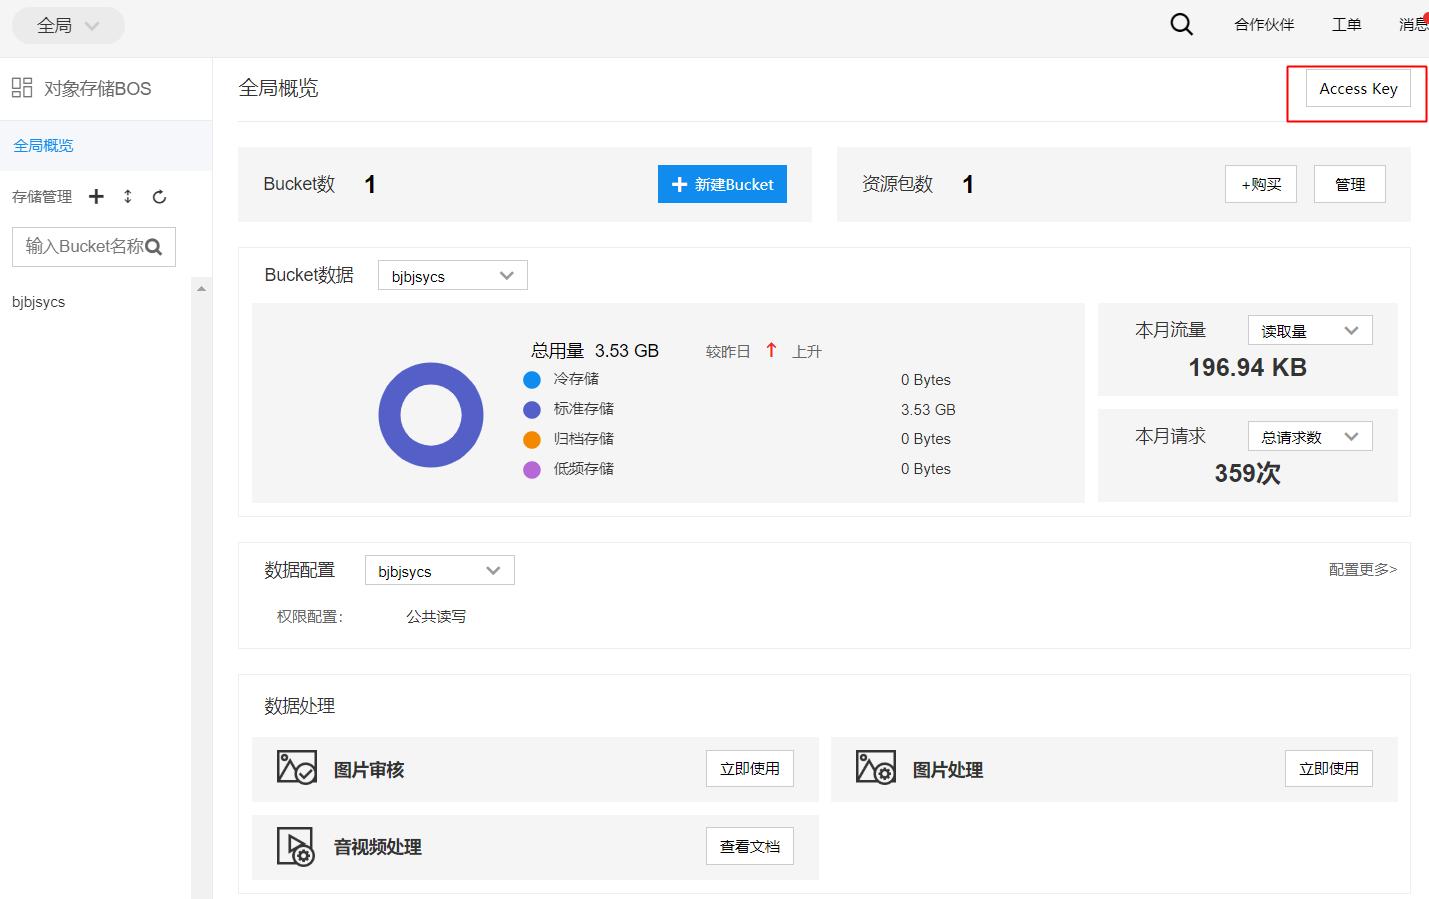 全局
合作伙伴
工单
消息
对象存储BOS
全局概览
Access Key
全局概览
存储管理
输入Bucket名称
bjbjsycs
Bucket数 1
新建Bucket
资源包数 1
+购买
管理
Bucket数据
bjbjsycs
总用量 3.53 GB
较昨日
上升
冷存储 0 Bytes
标准存储 3.53 GB
归档存储 0 Bytes
低频存储 0 Bytes
本月流量
读取量
196.94 KB
本月请求
总请求数
359次
数据配置
bjbjsycs
配置更多>
权限配置: 公共读写
数据处理
图片审核
立即使用
图片处理
立即使用
音视频处理
查看文档